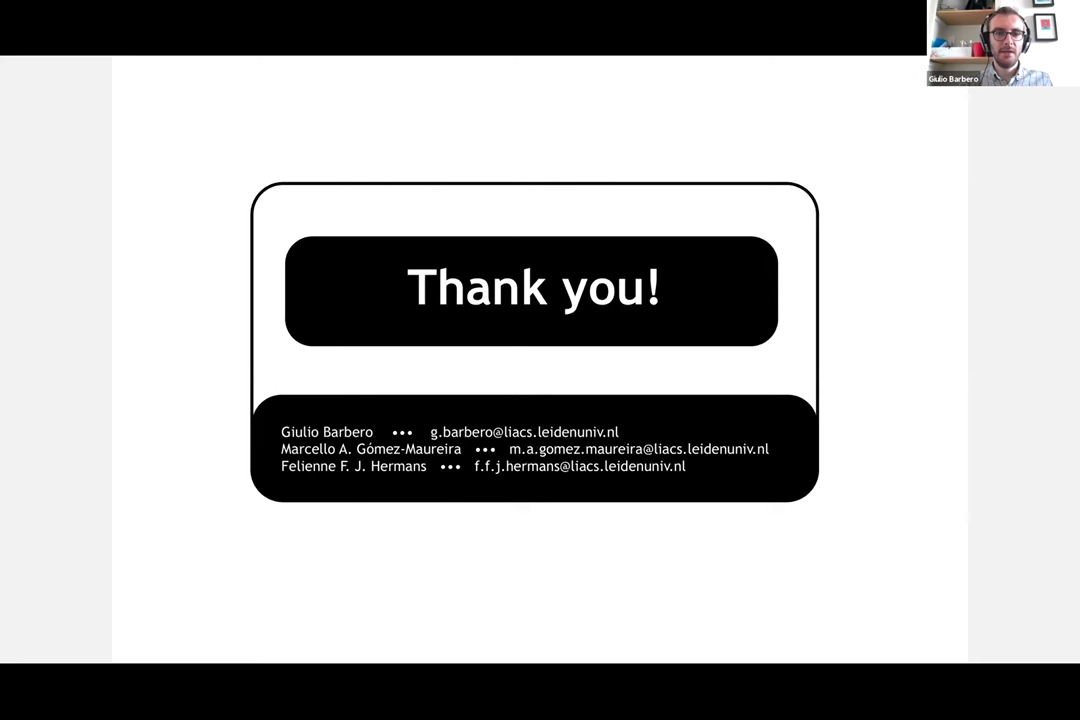 Giulio Barbero
Thank you!
Giulio Barbero ••• g.barbero@liacs.leidenuniv.nl
Marcello A. Gómez-Maureira ••• m.a.gomez.maureira@liacs.leidenuniv.nl
Felienne F. J. Hermans ••• f.f.j.hermans@liacs.leidenuniv.nl